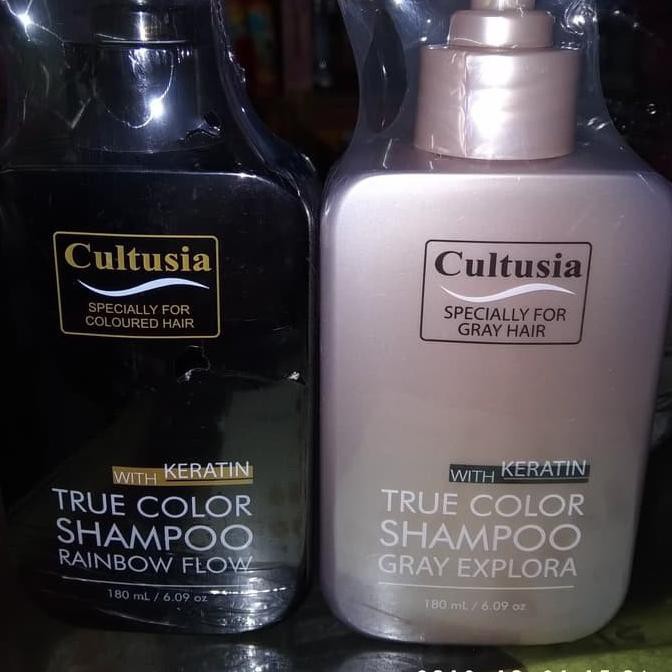 Cultusia
SPECIALLY FOR
COLOURED HAIR
WITH KERATIN
TRUE COLOR
SHAMPOO
RAINBOW FLOW
180 mL / 6.09 oz
Cultusia
SPECIALLY FOR
GRAY HAIR
WITH KERATIN
TRUE COLOR
SHAMPOO
GRAY EXPLORA
180 mL / 6.09 oz